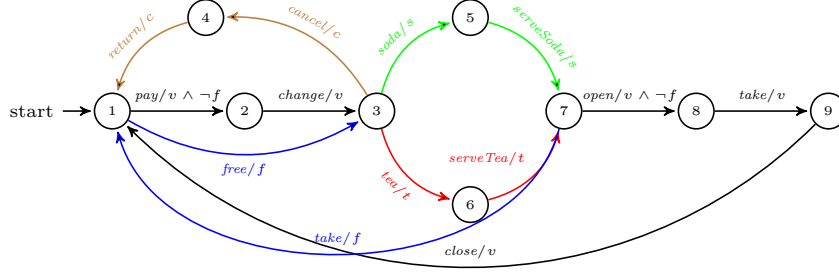 4
5
return/c
cancel/c
soda/s
serveSoda/s
pay/v ∧ ¬f
change/v
open/v ∧ ¬f
take/v
start
1
2
3
7
8
9
free/f
tea/t
serveTea/t
6
take/f
close/v